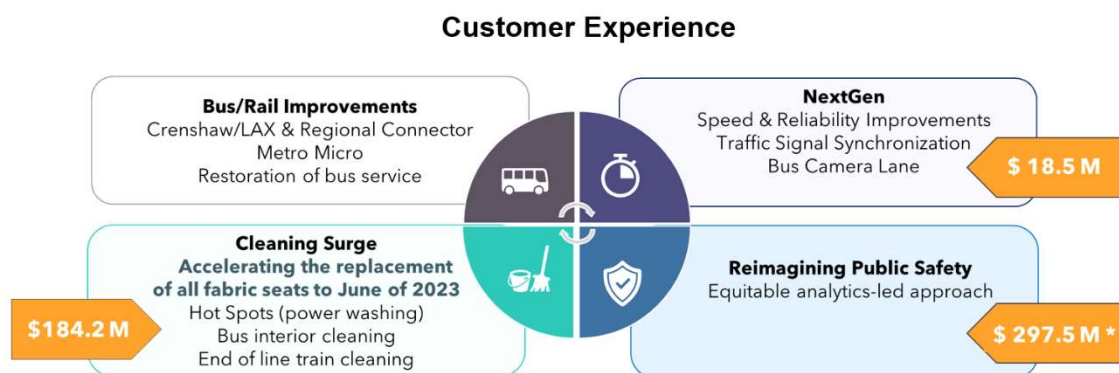 Customer Experience
Bus/Rail Improvements
Crenshaw/LAX & Regional Connector
Metro Micro
Restoration of bus service
NextGen
Speed & Reliability Improvements
Traffic Signal Synchronization
Bus Camera Lane
$ 18.5 M
Cleaning Surge
Accelerating the replacement
of all fabric seats to June of 2023
Hot Spots (power washing)
Bus interior cleaning
End of line train cleaning
$184.2 M
Reimagining Public Safety
Equitable analytics-led approach
$ 297.5 M *